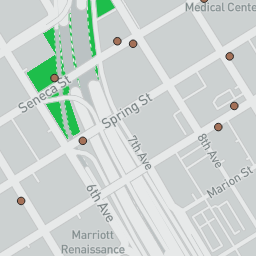 Medical Cente
Seneca St
Spring St
7th Ave
8th Ave
Marion St
6th Ave
Marriott
Renaissance